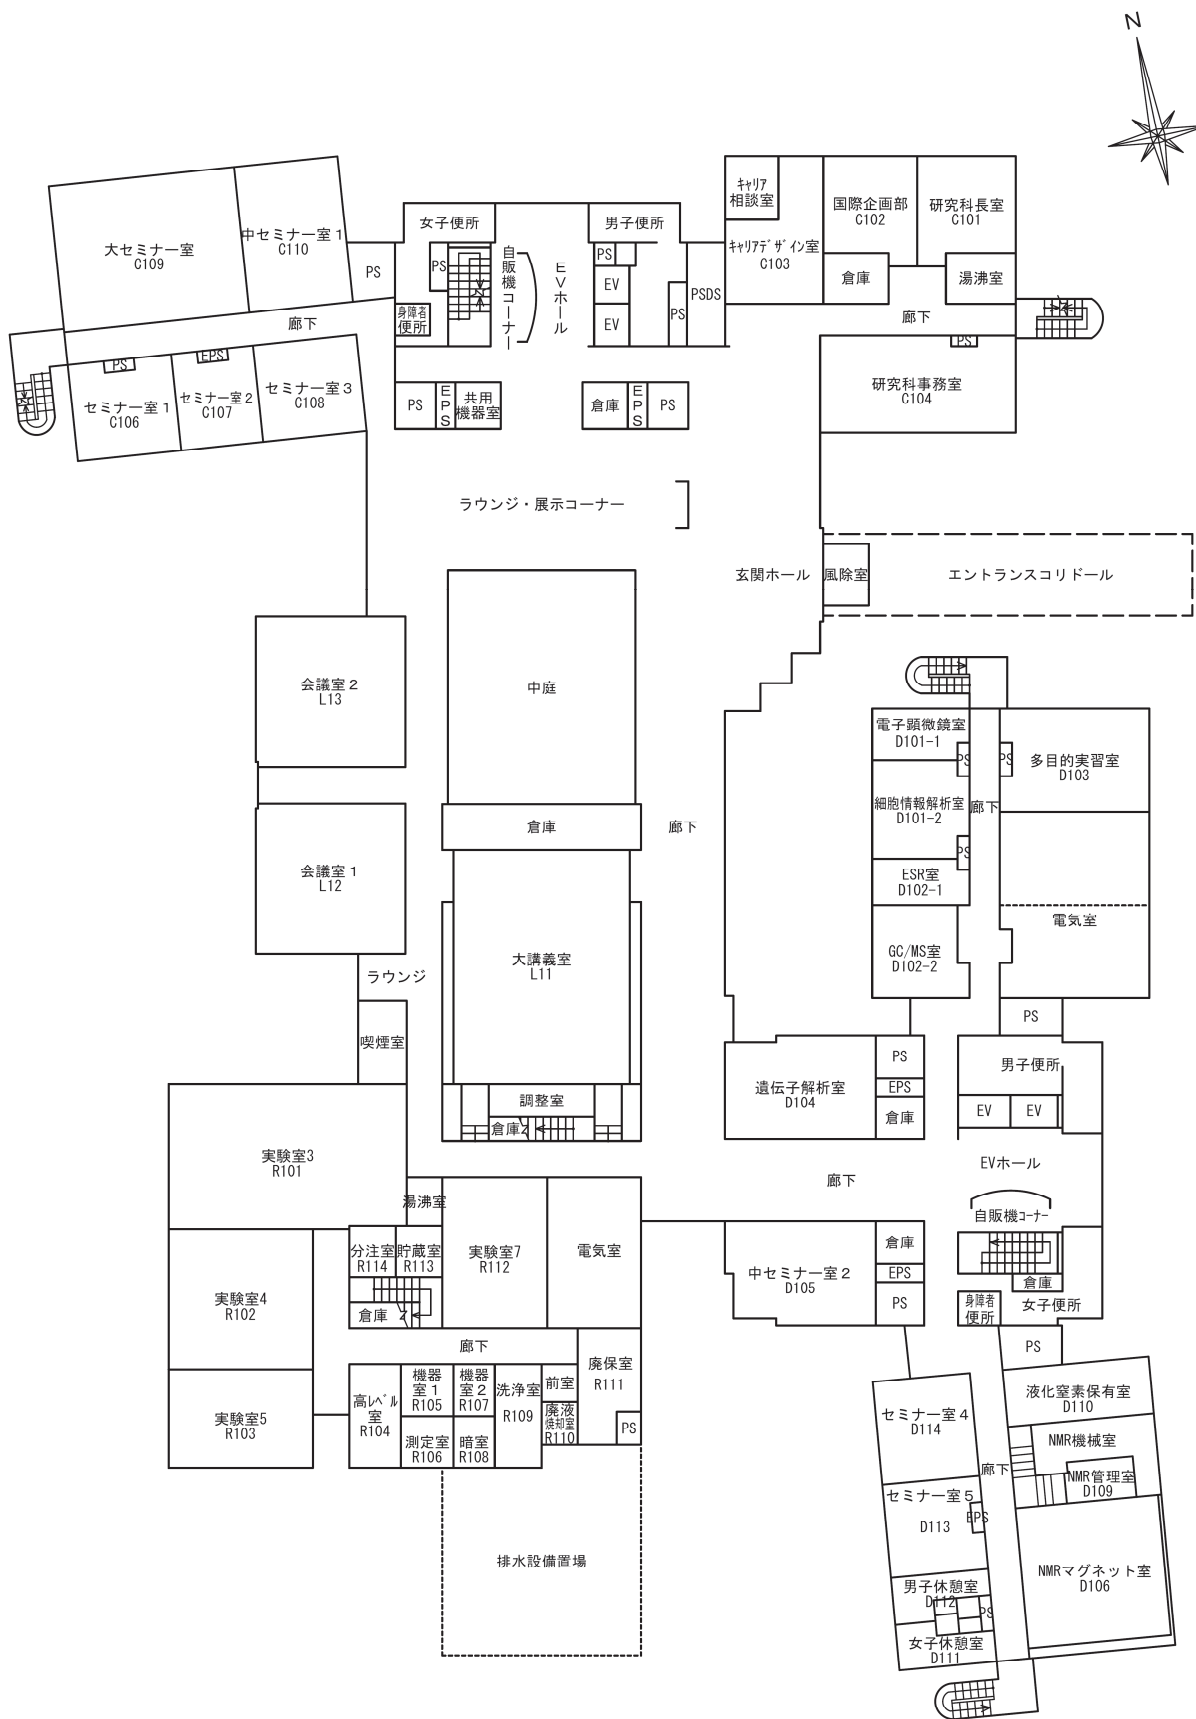 N
大セミナー室
C109
中セミナー室1
C110
PS
女子便所
PS
身障者
便所
自販機コーナー
EVホール
男子便所
PS
EV
EV
PS
PSDS
キャリア
相談室
キャリアデザイン室
C103
国際企画部
C102
研究科長室
C101
倉庫
湯沸室
廊下
廊下
PS
EPS
セミナー室1
C106
セミナー室2
C107
セミナー室3
C108
PS
EPS
共用
機器室
倉庫
EPS
PS
PS
研究科事務室
C104
ラウンジ・展示コーナー
玄関ホール
風除室
エントランスコリドール
会議室2
L13
中庭
電子顕微鏡室
D101-1
PS
PS
多目的実習室
D103
細胞情報解析室
D101-2
廊下
倉庫
廊下
PS
会議室1
L12
ESR室
D102-1
電気室
GC/MS室
D102-2
大講義室
L11
ラウンジ
喫煙室
PS
男子便所
遺伝子解析室
D104
PS
EPS
倉庫
EV
EV
調整室
倉庫
実験室3
R101
EVホール
廊下
湯沸室
自販機コーナー
分注室
R114
貯蔵室
R113
実験室7
R112
電気室
倉庫
EPS
PS
中セミナー室2
D105
倉庫
身障者
便所
女子便所
実験室4
R102
倉庫
廊下
PS
廃保室
R111
機器
室1
R105
機器
室2
R107
洗浄室
R109
前室
高レベル
室
R104
廃液
焼却室
R110
PS
実験室5
R103
測定室
R106
暗室
R108
液化窒素保有室
D110
セミナー室4
D114
NMR機械室
廊下
NMR管理室
D109
セミナー室5
D113
EPS
排水設備置場
NMRマグネット室
D106
男子休憩室
D112
PS
女子休憩室
D111